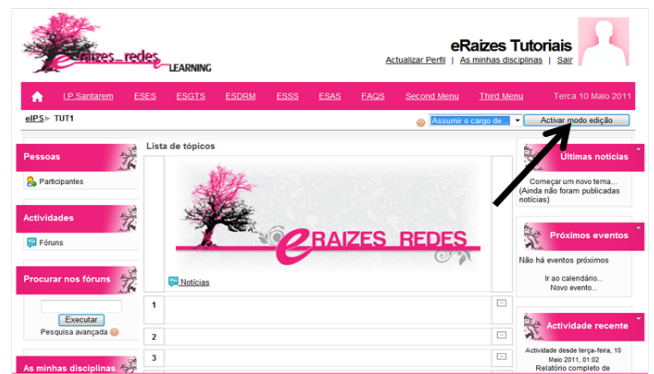 eRaizes_redes
LEARNING
eRaizes Tutoriais
Actualizar Perfil | As minhas disciplinas | Sair
I.P.Santarem ESES ESGTS ESDRM ESSS ESAS FAQS Second Menu Third Menu Terca 10 Maio 2011
eIPS► TUT1
Assumir o cargo de... Activar modo edição
Pessoas
Participantes
Actividades
Fóruns
Procurar nos fóruns
Executar
Pesquisa avançada
As minhas disciplinas
Lista de tópicos
eRAIZES_REDES
Notícias
1
2
3
Últimas notícias
Começar um novo tema...
(Ainda não foram publicadas
notícias)
Próximos eventos
Não há eventos próximos
Ir ao calendário...
Novo evento...
Actividade recente
Actividade desde terça-feira, 10
Maio 2011, 01:02
Relatório completo de